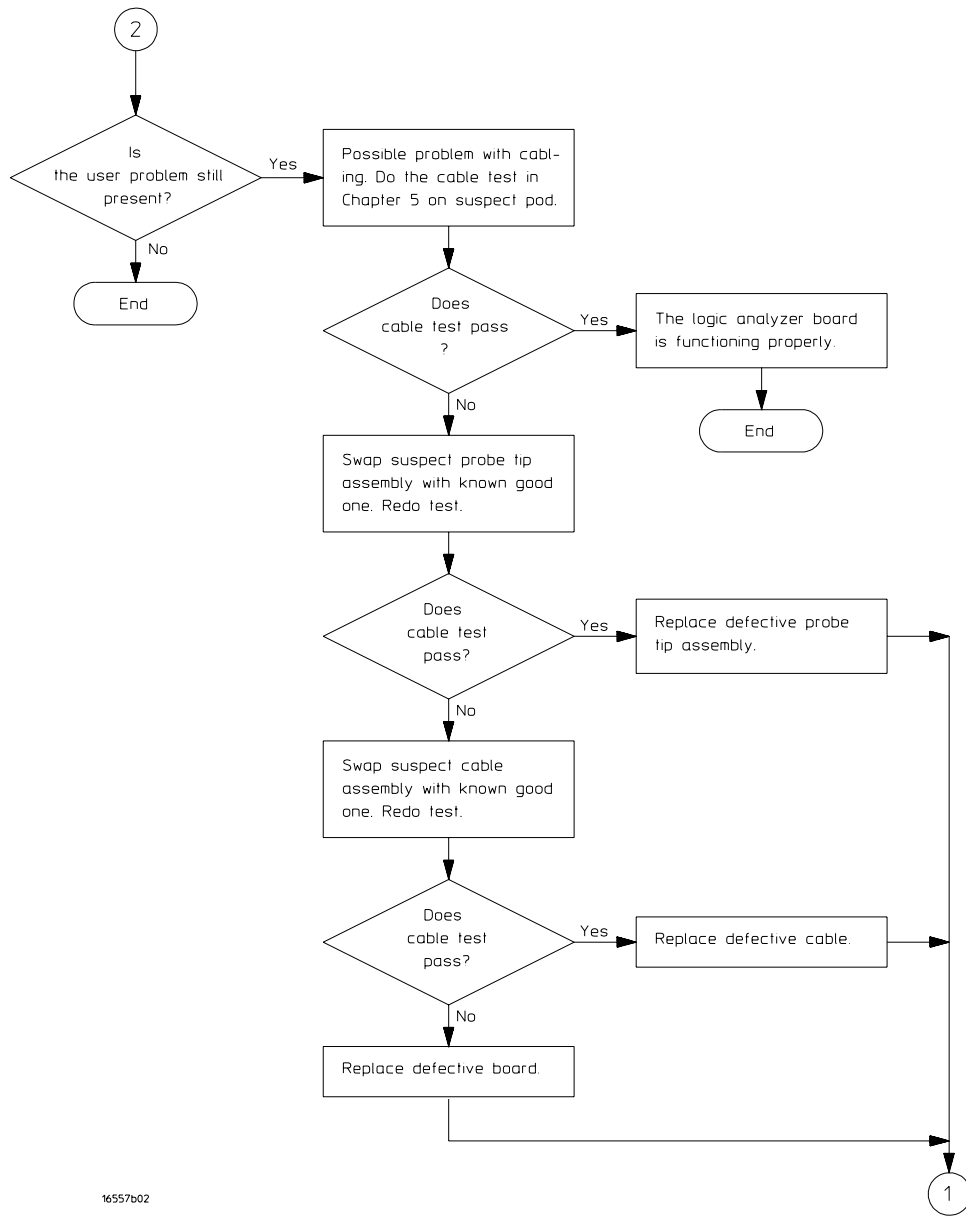 2
Is
the user problem still
present?
Yes
No
End
Possible problem with cabl-
ing. Do the cable test in
Chapter 5 on suspect pod.
Does
cable test pass
?
Yes
No
The logic analyzer board
is functioning properly.
End
Swap suspect probe tip
assembly with known good
one. Redo test.
Does
cable test
pass?
Yes
No
Replace defective probe
tip assembly.
Swap suspect cable
assembly with known good
one. Redo test.
Does
cable test
pass?
Yes
No
Replace defective cable.
Replace defective board.
1
16557b02